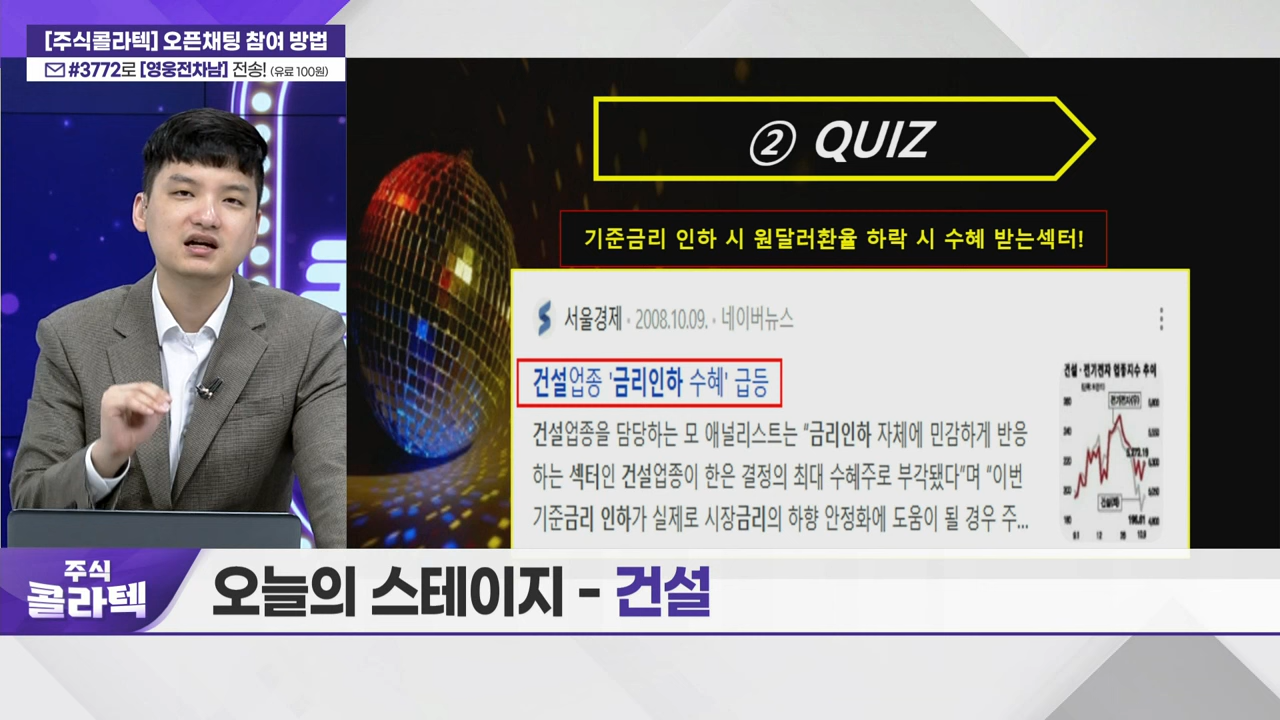 [주식콜라텍] 오픈채팅 참여 방법
#3772로 [영웅전차남] 전송! (유료 100원)
② QUIZ
기준금리 인하 시 원달러환율 하락 시 수혜 받는섹터!
서울경제 · 2008.10.09. · 네이버뉴스
건설업종 '금리인하 수혜' 급등
건설업종을 담당하는 모 애널리스트는 "금리인하 자체에 민감하게 반응
하는 섹터인 건설업종이 한은 결정의 최대 수혜주로 부각됐다"며 "이번
기준금리 인하가 실제로 시장금리의 하향 안정화에 도움이 될 경우 주...
건설·전기전자 업종지수 추이
전기전자(우)
건설(좌)
주식
콜라텍
오늘의 스테이지 - 건설